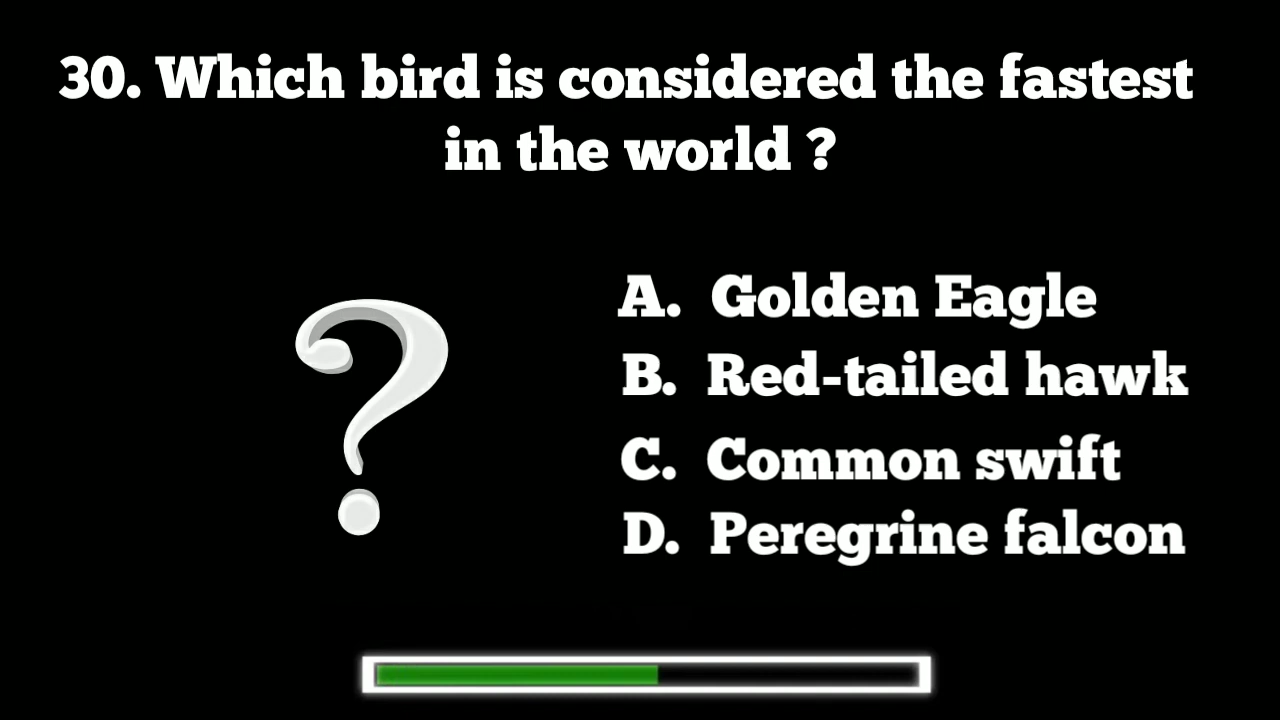 30. Which bird is considered the fastest
in the world ?
?
A. Golden Eagle
B. Red-tailed hawk
C. Common swift
D. Peregrine falcon